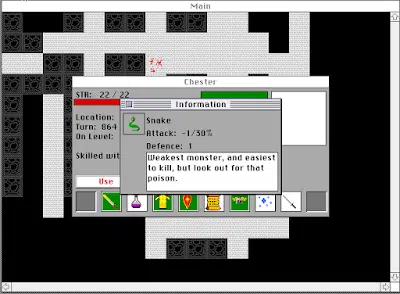 Main
Chester
STR: 22 / 22
Information
Location:
Turn: 864
On Level:
Skilled wit
Use
Snake
Attack: -1/30%
Defence: 1
Weakest monster, and easiest
to kill, but look out for that
poison.